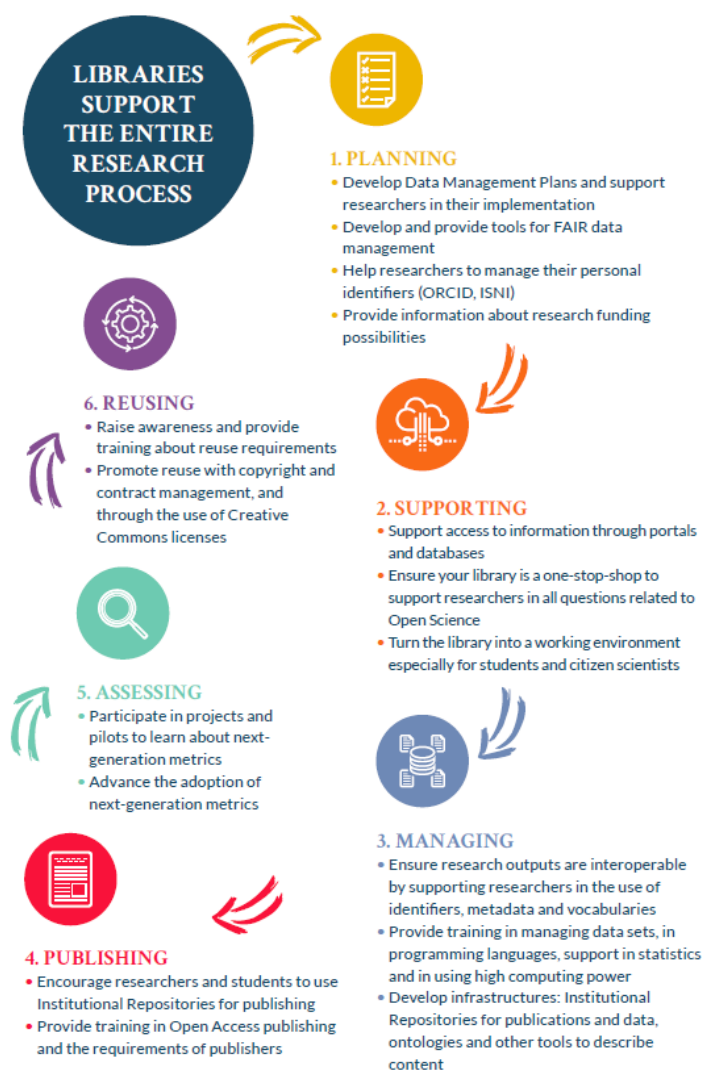 LIBRARIES
SUPPORT
THE ENTIRE
RESEARCH
PROCESS
1. PLANNING
• Develop Data Management Plans and support
researchers in their implementation
• Develop and provide tools for FAIR data
management
• Help researchers to manage their personal
identifiers (ORCID, ISNI)
• Provide information about research funding
possibilities
2. SUPPORTING
• Support access to information through portals
and databases
• Ensure your library is a one-stop-shop to
support researchers in all questions related to
Open Science
• Turn the library into a working environment
especially for students and citizen scientists
3. MANAGING
• Ensure research outputs are interoperable
by supporting researchers in the use of
identifiers, metadata and vocabularies
• Provide training in managing data sets, in
programming languages, support in statistics
and in using high computing power
• Develop infrastructures: Institutional
Repositories for publications and data,
ontologies and other tools to describe
content
4. PUBLISHING
• Encourage researchers and students to use
Institutional Repositories for publishing
• Provide training in Open Access publishing
and the requirements of publishers
5. ASSESSING
• Participate in projects and
pilots to learn about next-
generation metrics
• Advance the adoption of
next-generation metrics
6. REUSING
• Raise awareness and provide
training about reuse requirements
• Promote reuse with copyright and
contract management, and
through the use of Creative
Commons licenses